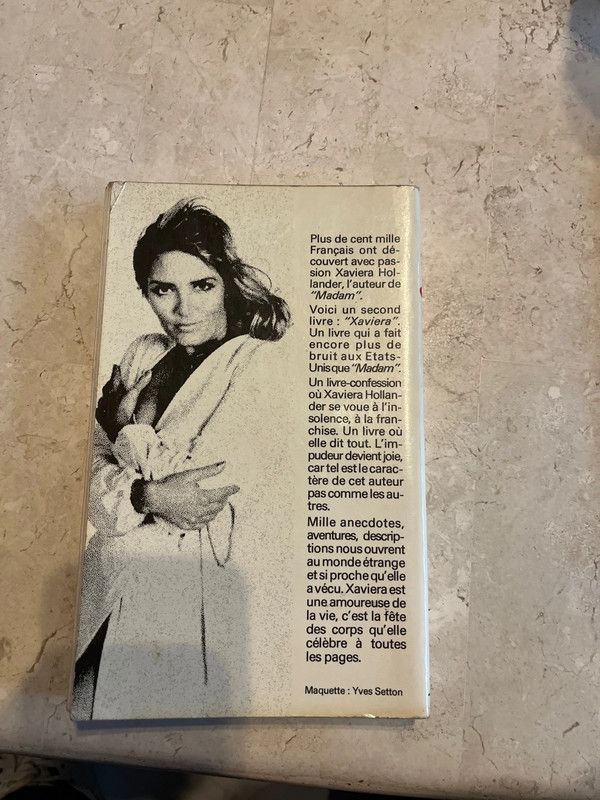 Plus de cent mille
Français ont dé-
couvert avec pas-
sion Xaviera Hol-
lander, l'auteur de
"Madam".
Voici un second
livre : "Xaviera".
Un livre qui a fait
encore plus de
bruit aux Etats-
Unis que "Madam".
Un livre-confession
où Xaviera Hollan-
der se voue à l'in-
solence, à la fran-
chise. Un livre où
elle dit tout. L'im-
pudeur devient joie,
car tel est le carac-
tère de cet auteur
pas comme les au-
tres.
Mille anecdotes,
aventures, descrip-
tions nous ouvrent
au monde étrange
et si proche qu'elle
a vécu. Xaviera est
une amoureuse de
la vie, c'est la fête
des corps qu'elle
célèbre à toutes
les pages.
Maquette : Yves Setton